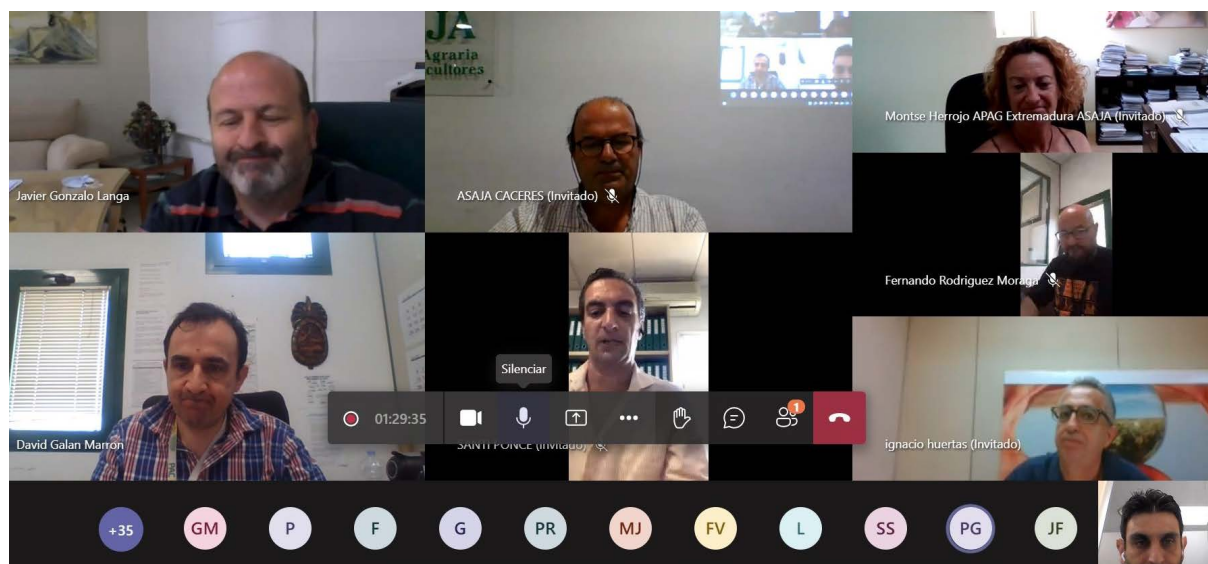 JA
Agraria
cultores
Javier Gonzalo Langa
ASAJA CACERES (Invitado)
Montse Herrojo APAG Extremadura ASAJA (Invitado)
Fernando Rodriguez Moraga
David Galan Marron
Silenciar
01:29:35
1
SANTI PONCE (Invitado)
ignacio huertas (Invitado)
+35
GM
P
F
G
PR
MJ
FV
L
SS
PG
JF